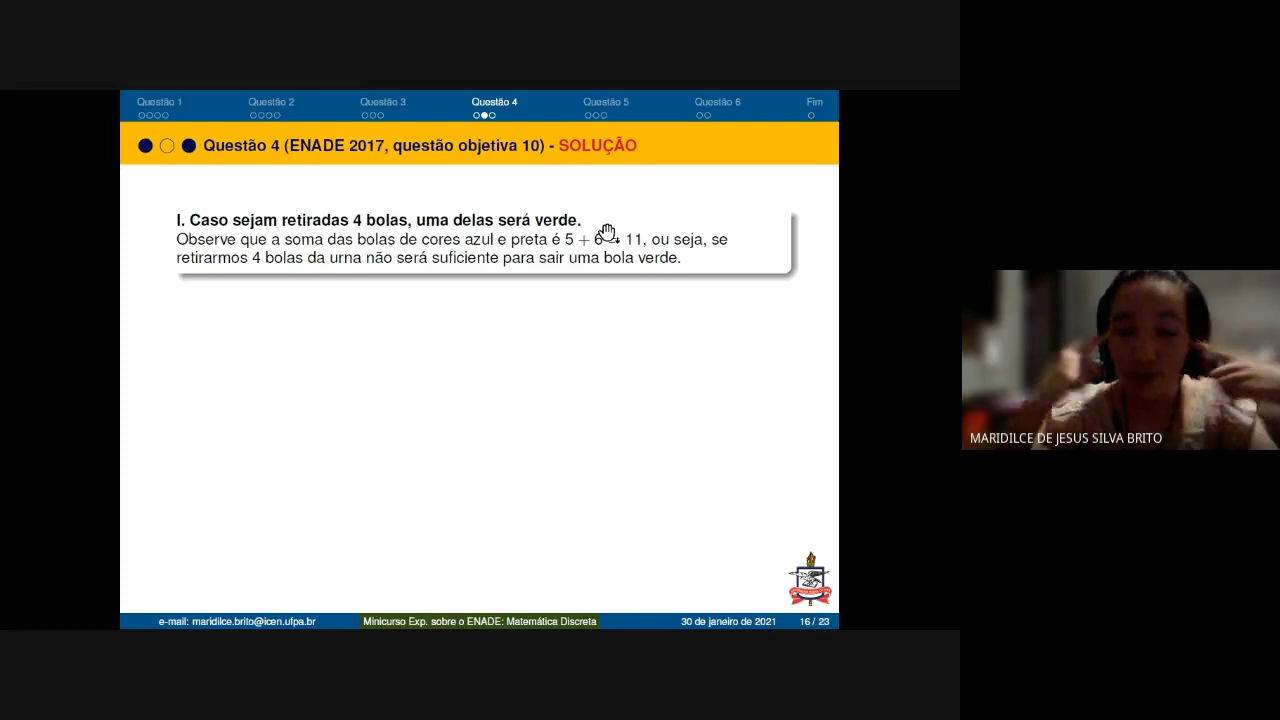 Questão 1 Questão 2 Questão 3 Questão 4 Questão 5 Questão 6 Fim
Questão 4 (ENADE 2017, questão objetiva 10) - SOLUÇÃO
I. Caso sejam retiradas 4 bolas, uma delas será verde.
Observe que a soma das bolas de cores azul e preta é 5 + 6 = 11, ou seja, se
retirarmos 4 bolas da urna não será suficiente para sair uma bola verde.
MARIDILCE DE JESUS SILVA BRITO
e-mail: maridilce.brito@icen.ufpa.br Minicurso Exp. sobre o ENADE: Matemática Discreta 30 de janeiro de 2021 16 / 23